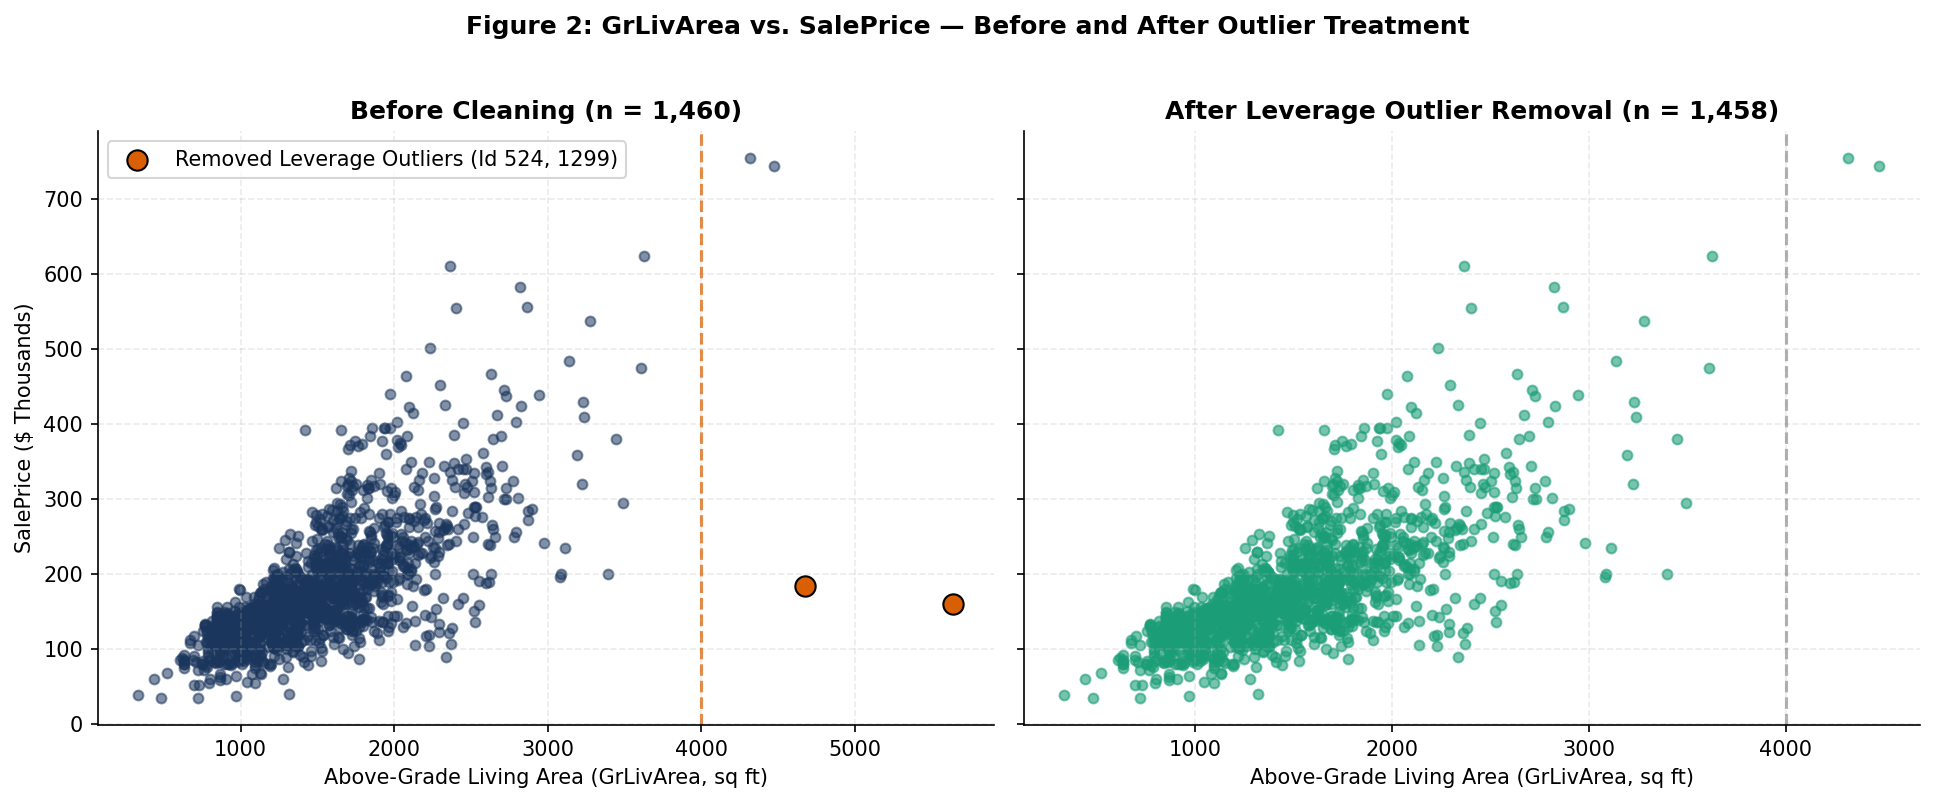 Figure 2: GrLivArea vs. SalePrice — Before and After Outlier Treatment
Before Cleaning (n = 1,460)
Removed Leverage Outliers (Id 524, 1299)
SalePrice ($ Thousands)
700
600
500
400
300
200
100
0
1000 2000 3000 4000 5000
Above-Grade Living Area (GrLivArea, sq ft)
After Leverage Outlier Removal (n = 1,458)
1000 2000 3000 4000
Above-Grade Living Area (GrLivArea, sq ft)